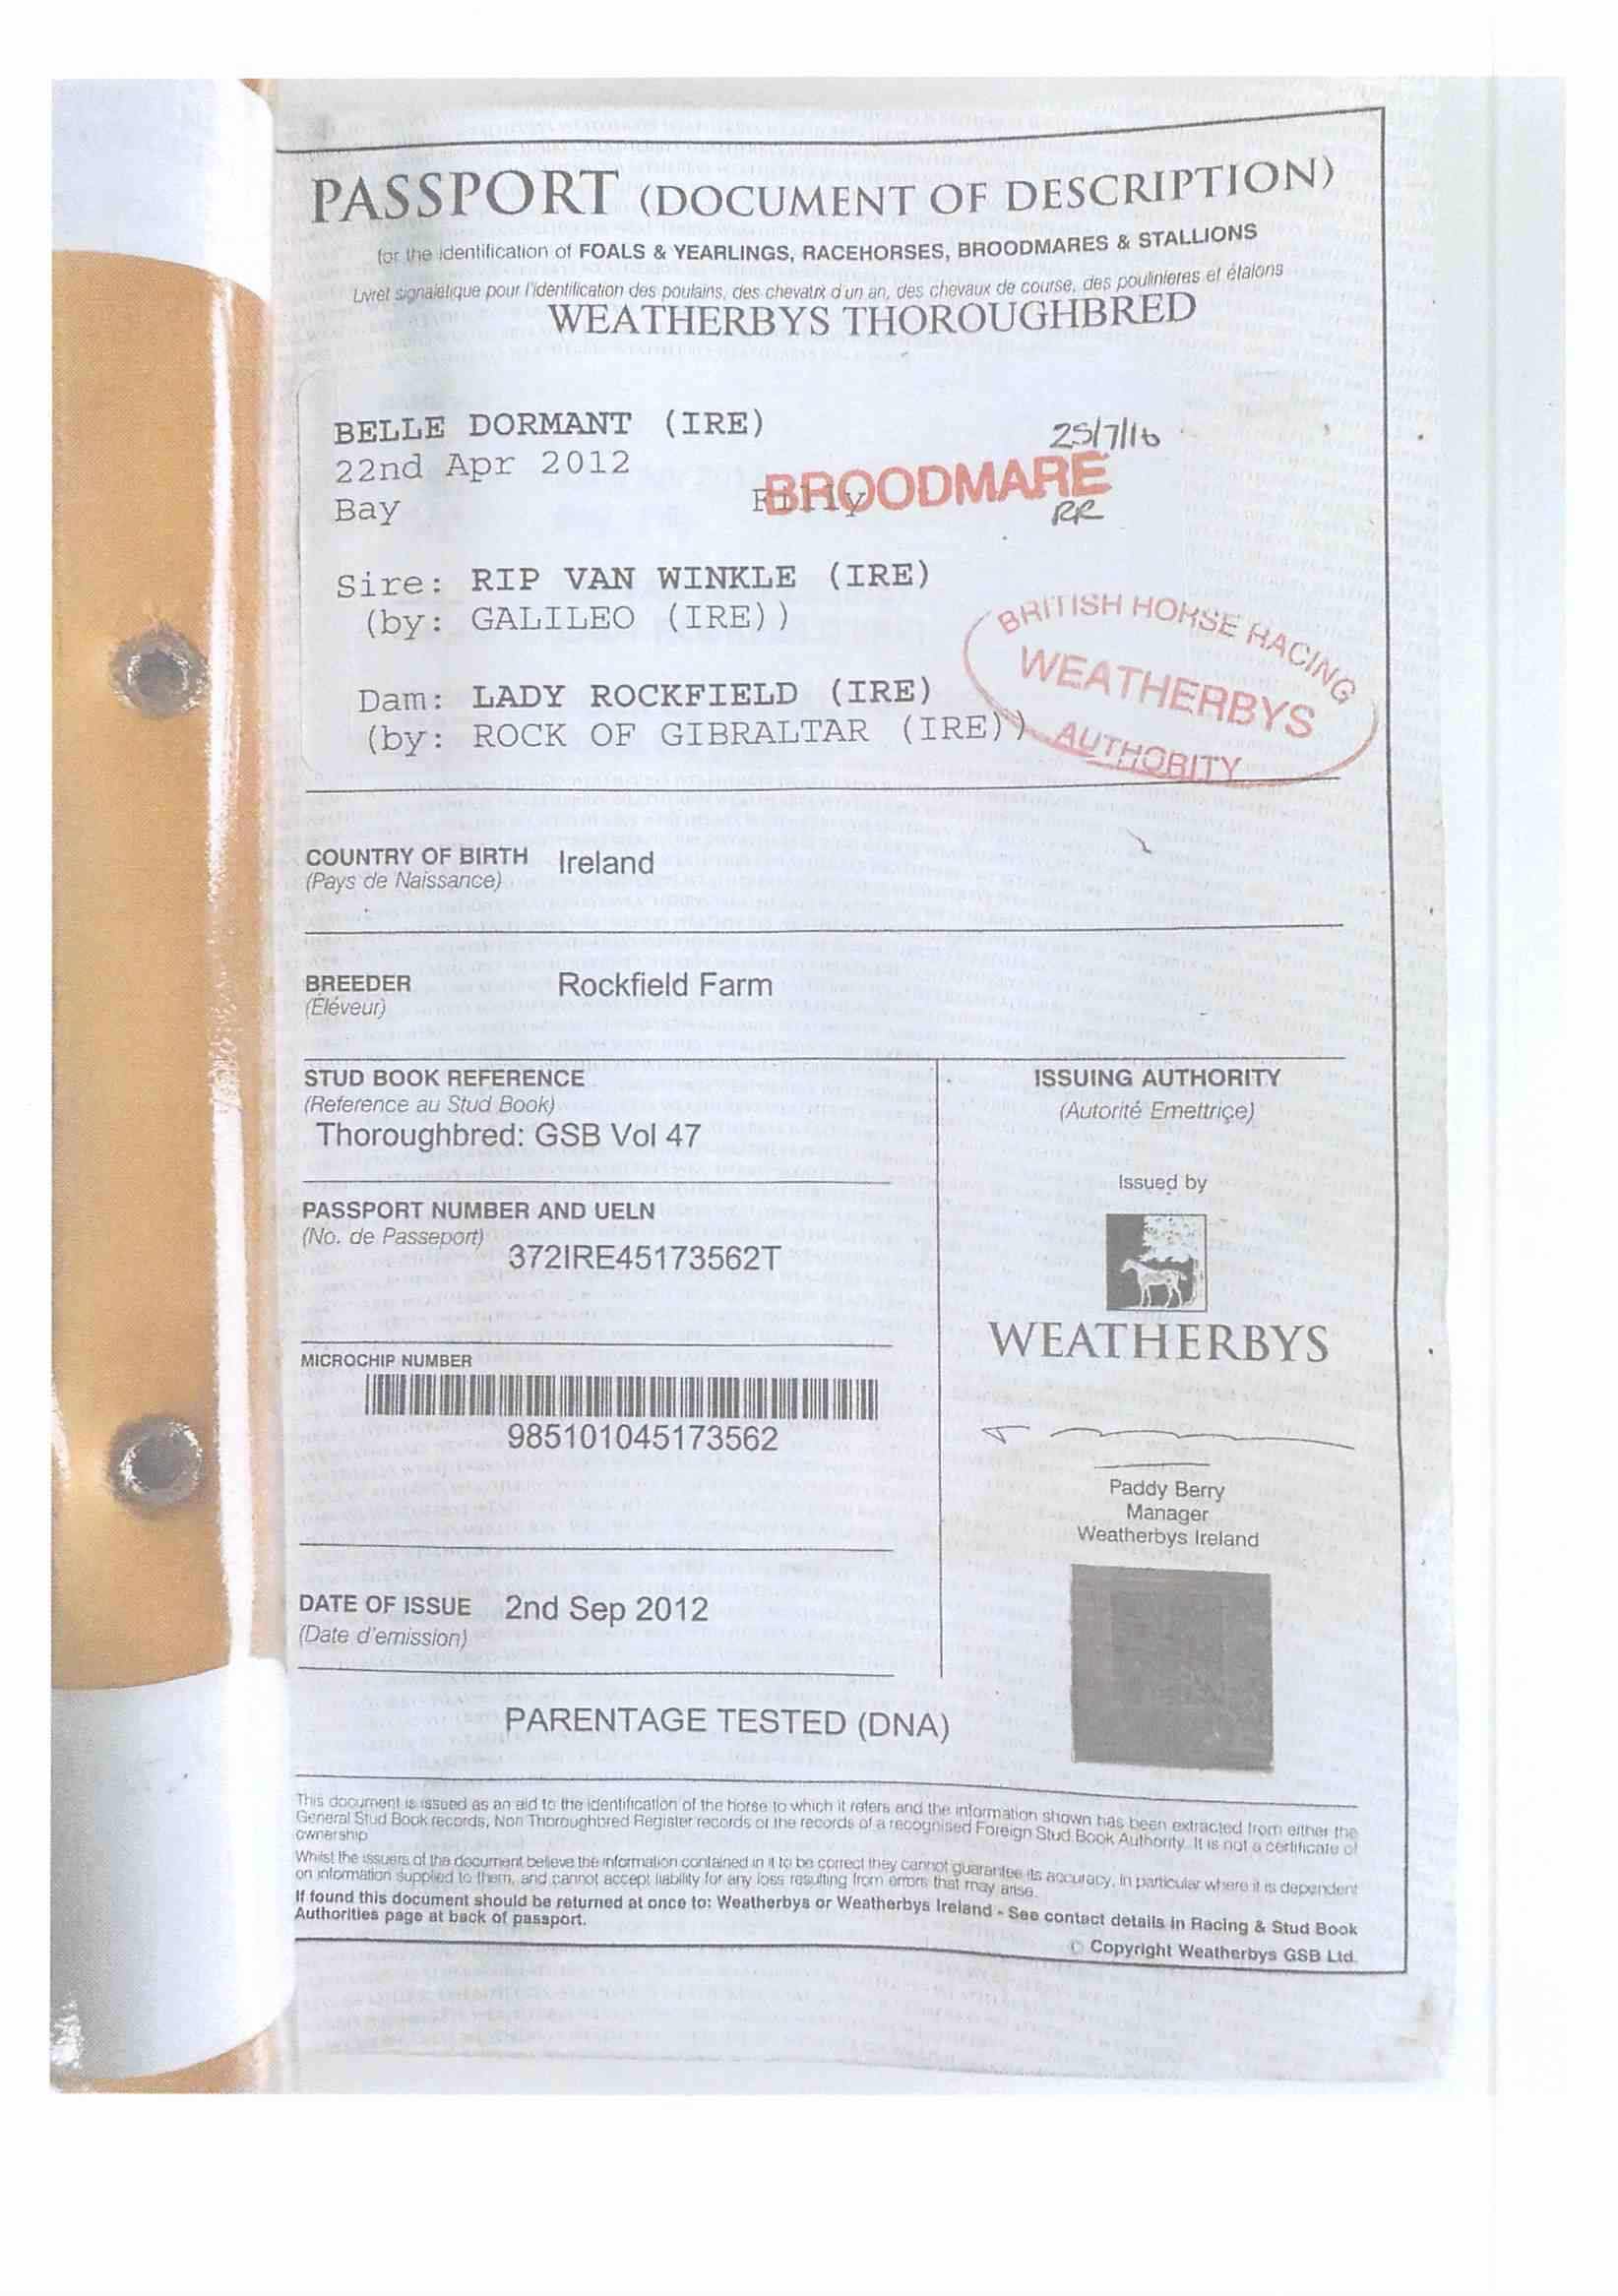 PASSPORT (DOCUMENT OF DESCRIPTION)
for the identification of FOALS & YEARLINGS, RACEHORSES, BROODMARES & STALLIONS
Livret signalétique pour l'identification des poulains, des chevaux d'un an, des chevaux de course, des poulinieres et étalons
WEATHERBYS THOROUGHBRED
BELLE DORMANT (IRE)
25/7/16
22nd Apr 2012
Bay Filly
BROODMARE
RR
Sire: RIP VAN WINKLE (IRE)
(by: GALILEO (IRE))
BRITISH HORSE RACING
WEATHERBYS
AUTHORITY
Dam: LADY ROCKFIELD (IRE)
(by: ROCK OF GIBRALTAR (IRE))
COUNTRY OF BIRTH Ireland
(Pays de Naissance)
BREEDER Rockfield Farm
(Éléveur)
STUD BOOK REFERENCE
(Reference au Stud Book)
Thoroughbred: GSB Vol 47
PASSPORT NUMBER AND UELN
(No. de Passeport)
372IRE45173562T
MICROCHIP NUMBER
985101045173562
DATE OF ISSUE 2nd Sep 2012
(Date d'emission)
ISSUING AUTHORITY
(Autorité Emettriçe)
Issued by
WEATHERBYS
Paddy Berry
Manager
Weatherbys Ireland
PARENTAGE TESTED (DNA)
This document is issued as an aid to the identification of the horse to which it refers and the information shown has been extracted from either the
General Stud Book records, Non Thoroughbred Register records or the records of a recognised Foreign Stud Book Authority. It is not a certificate of
ownership
Whilst the issuers of the document believe the information contained in it to be correct they cannot guarantee its accuracy, in particular where it is dependent
on information supplied to them, and cannot accept liability for any loss resulting from errors that may arise.
If found this document should be returned at once to: Weatherbys or Weatherbys Ireland - See contact details in Racing & Stud Book
Authorities page at back of passport.
© Copyright Weatherbys GSB Ltd.